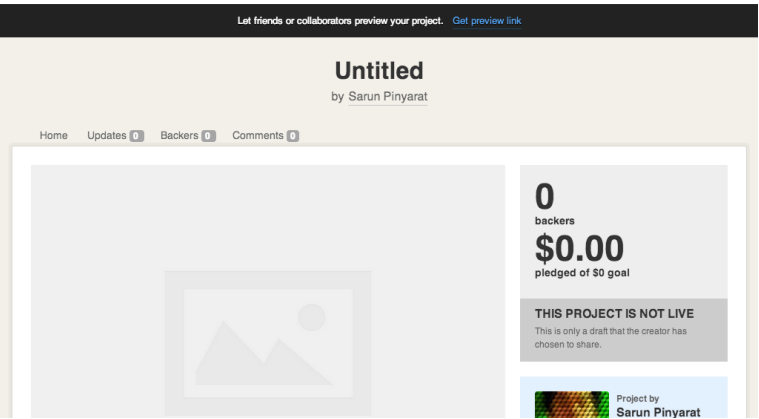 Let friends or collaborators preview your project. Get preview link
Untitled
by Sarun Pinyarat
Home Updates 0 Backers 0 Comments 0
0
backers
$0.00
pledged of $0 goal
THIS PROJECT IS NOT LIVE
This is only a draft that the creator has
chosen to share.
Project by
Sarun Pinyarat